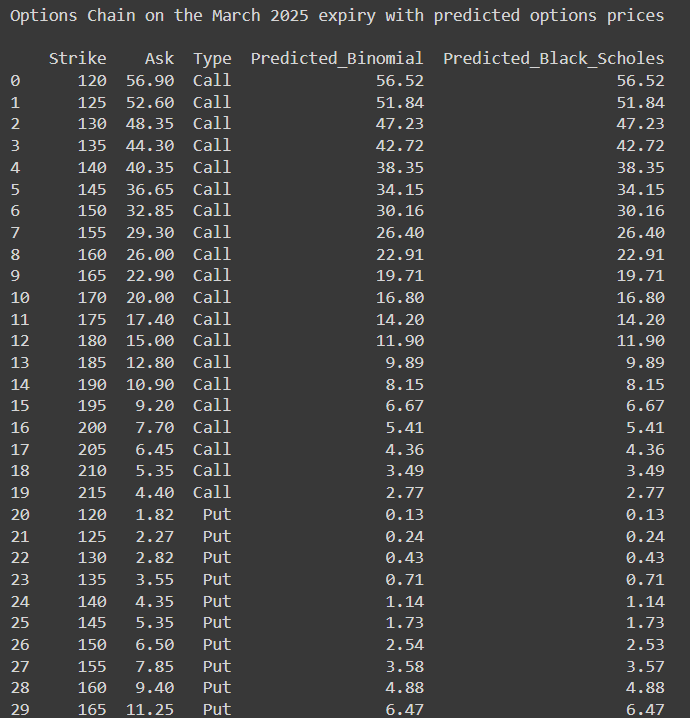 Options Chain on the March 2025 expiry with predicted options prices
Strike Ask Type Predicted_Binomial Predicted_Black_Scholes
0 120 56.90 Call 56.52 56.52
1 125 52.60 Call 51.84 51.84
2 130 48.35 Call 47.23 47.23
3 135 44.30 Call 42.72 42.72
4 140 40.35 Call 38.35 38.35
5 145 36.65 Call 34.15 34.15
6 150 32.85 Call 30.16 30.16
7 155 29.30 Call 26.40 26.40
8 160 26.00 Call 22.91 22.91
9 165 22.90 Call 19.71 19.71
10 170 20.00 Call 16.80 16.80
11 175 17.40 Call 14.20 14.20
12 180 15.00 Call 11.90 11.90
13 185 12.80 Call 9.89 9.89
14 190 10.90 Call 8.15 8.15
15 195 9.20 Call 6.67 6.67
16 200 7.70 Call 5.41 5.41
17 205 6.45 Call 4.36 4.36
18 210 5.35 Call 3.49 3.49
19 215 4.40 Call 2.77 2.77
20 120 1.82 Put 0.13 0.13
21 125 2.27 Put 0.24 0.24
22 130 2.82 Put 0.43 0.43
23 135 3.55 Put 0.71 0.71
24 140 4.35 Put 1.14 1.14
25 145 5.35 Put 1.73 1.73
26 150 6.50 Put 2.54 2.53
27 155 7.85 Put 3.58 3.57
28 160 9.40 Put 4.88 4.88
29 165 11.25 Put 6.47 6.47